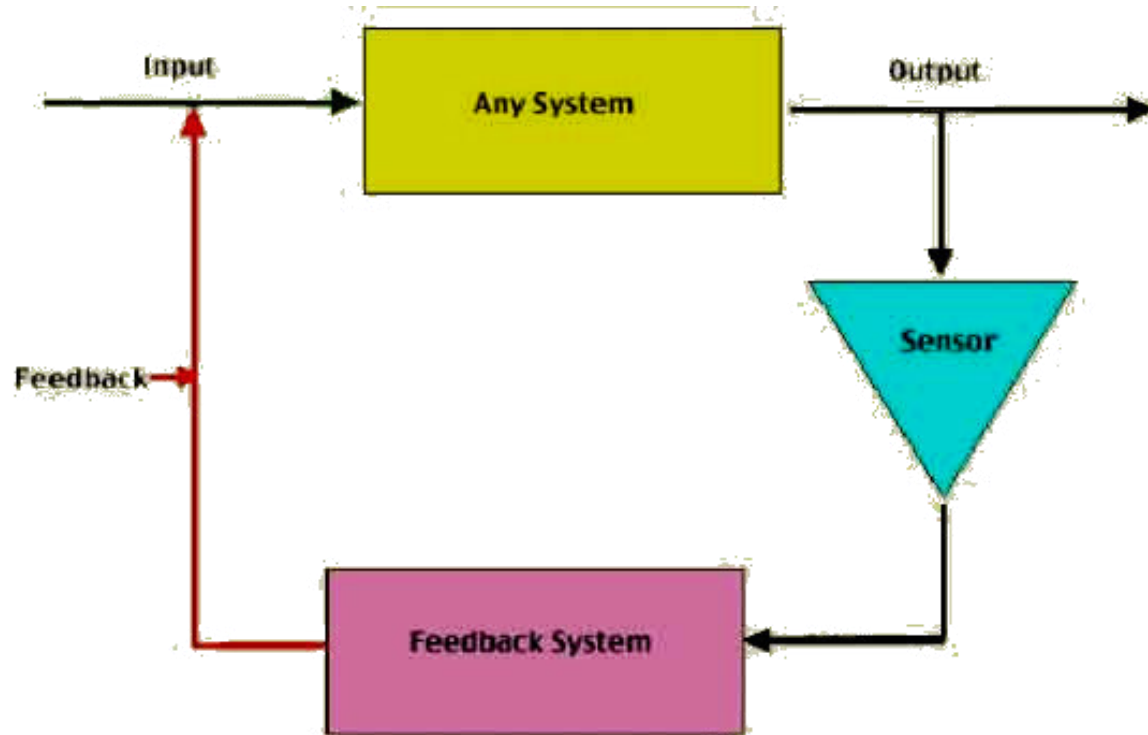 Input
Any System
Output
Sensor
Feedback
Feedback System